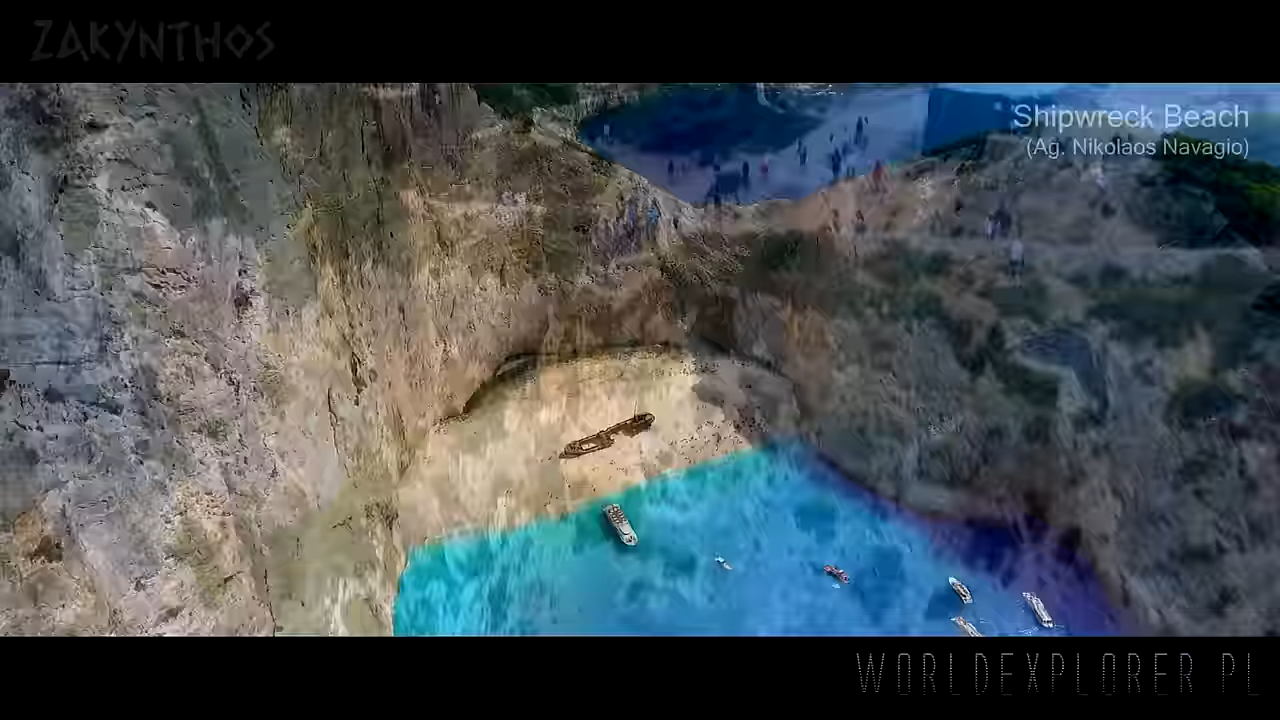 ZAKYNTHOS
Shipwreck Beach
(Ag. Nikolaos Navagio)
WORLDEXPLORER PL